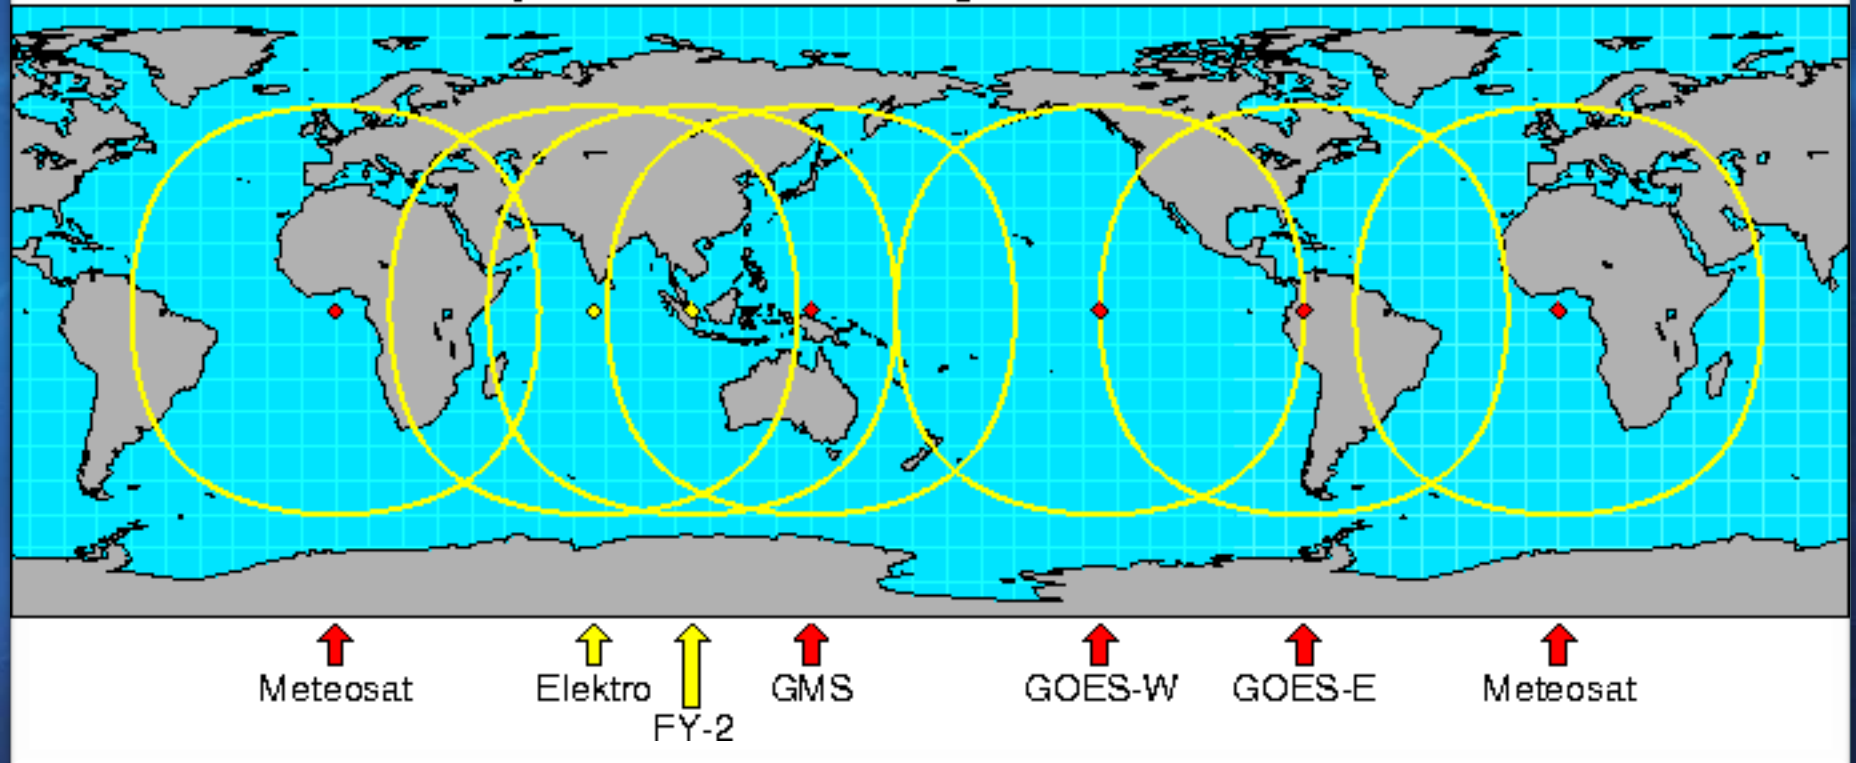 Meteosat
Elektro
FY-2
GMS
GOES-W
GOES-E
Meteosat